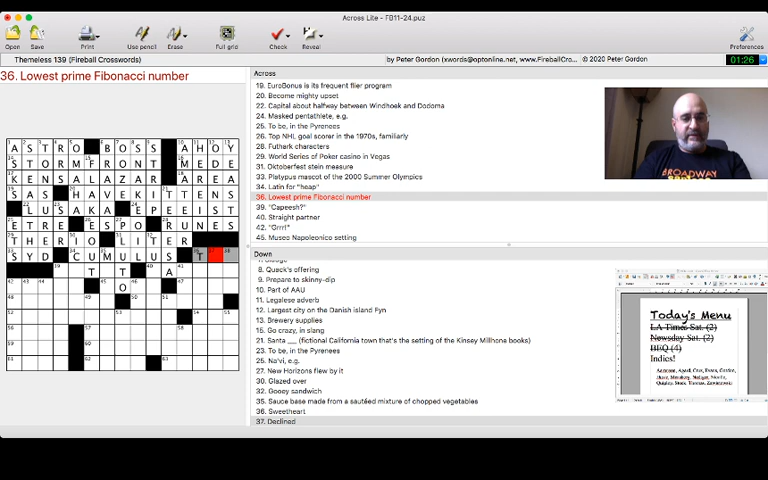 Across Lite - FB11-24.puz
Open
Save
Print
Use pencil
Erase
Full grid
Check
Reveal
Preferences
Themeless 139 (Fireball Crosswords)
by Peter Gordon (xwords@optonline.net, www.FireballCro...
© 2020 Peter Gordon
01:26
36. Lowest prime Fibonacci number
ASTRO BOSS AHOY
STORMFRONT MEDE
KENSALAZAR AREA
SAS HAVEKITTENS
LUSAKA EPEEIST
ETRE ESPO RUNES
THERIO LITER
SYD CUMULUS T
T T A
O
Across
19. EuroBonus is its frequent flier program
20. Become mighty upset
22. Capital about halfway between Windhoek and Dodoma
24. Masked pentathlete, e.g.
25. To be, in the Pyrenees
26. Top NHL goal scorer in the 1970s, familiarly
28. Futhark characters
29. World Series of Poker casino in Vegas
31. Oktoberfest stein measure
33. Platypus mascot of the 2000 Summer Olympics
34. Latin for "heap"
36. Lowest prime Fibonacci number
39. "Capeesh?"
40. Straight partner
42. "Grrr!"
45. Museo Napoleonico setting
Down
8. Quack's offering
9. Prepare to skinny-dip
10. Part of AAU
11. Legalese adverb
12. Largest city on the Danish island Fyn
13. Brewery supplies
15. Go crazy, in slang
21. Santa ___ (fictional California town that's the setting of the Kinsey Millhone books)
23. To be, in the Pyrenees
25. Na'vi, e.g.
27. New Horizons flew by it
30. Glazed over
32. Gooey sandwich
35. Sauce base made from a sautéed mixture of chopped vegetables
36. Sweetheart
37. Declined
BROADWAY
Today's Menu
LA Times Sat. (2)
Newsday Sat. (2)
BEQ (4)
Indies!